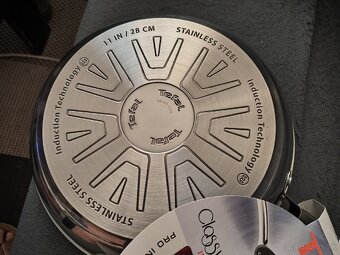 11 IN / 28 CM
STAINLESS STEEL
Induction Technology
Induction Technology
STAINLESS STEEL
Tefal
Tefal
Tefal
PRO IN